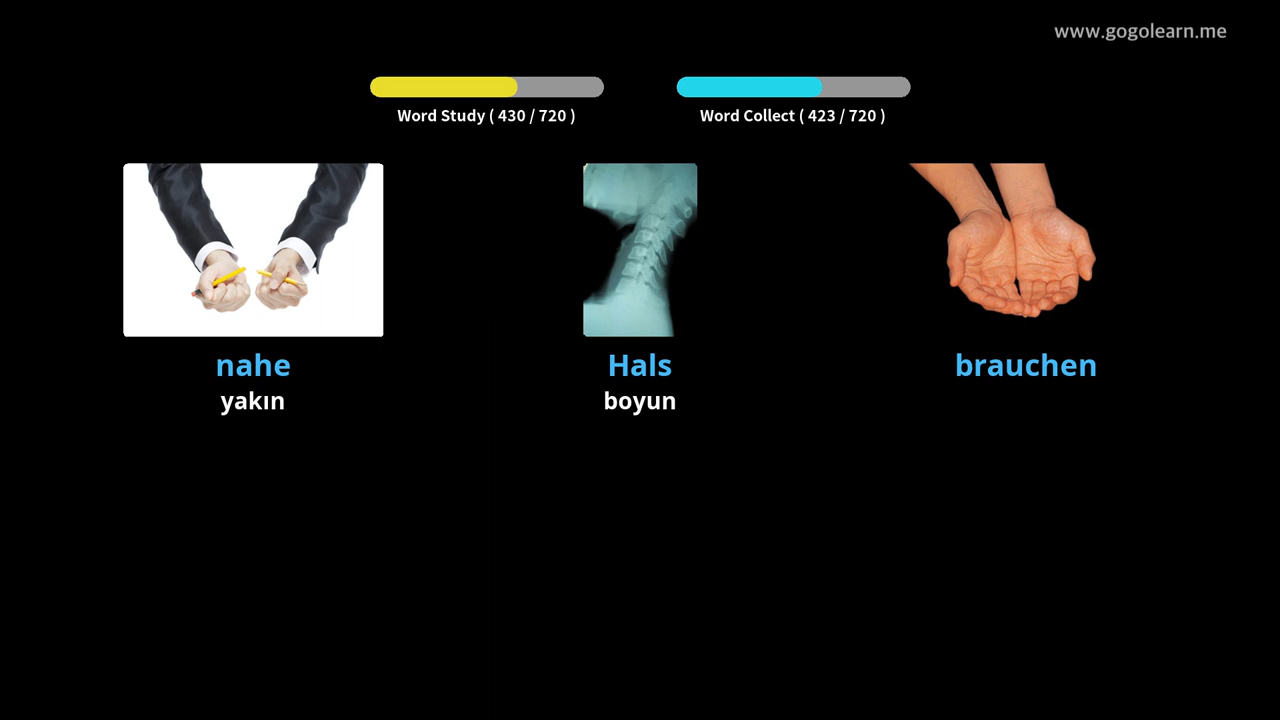 www.gogolearn.me
Word Study ( 430 / 720 )
Word Collect ( 423 / 720 )
nahe
yakın
Hals
boyun
brauchen